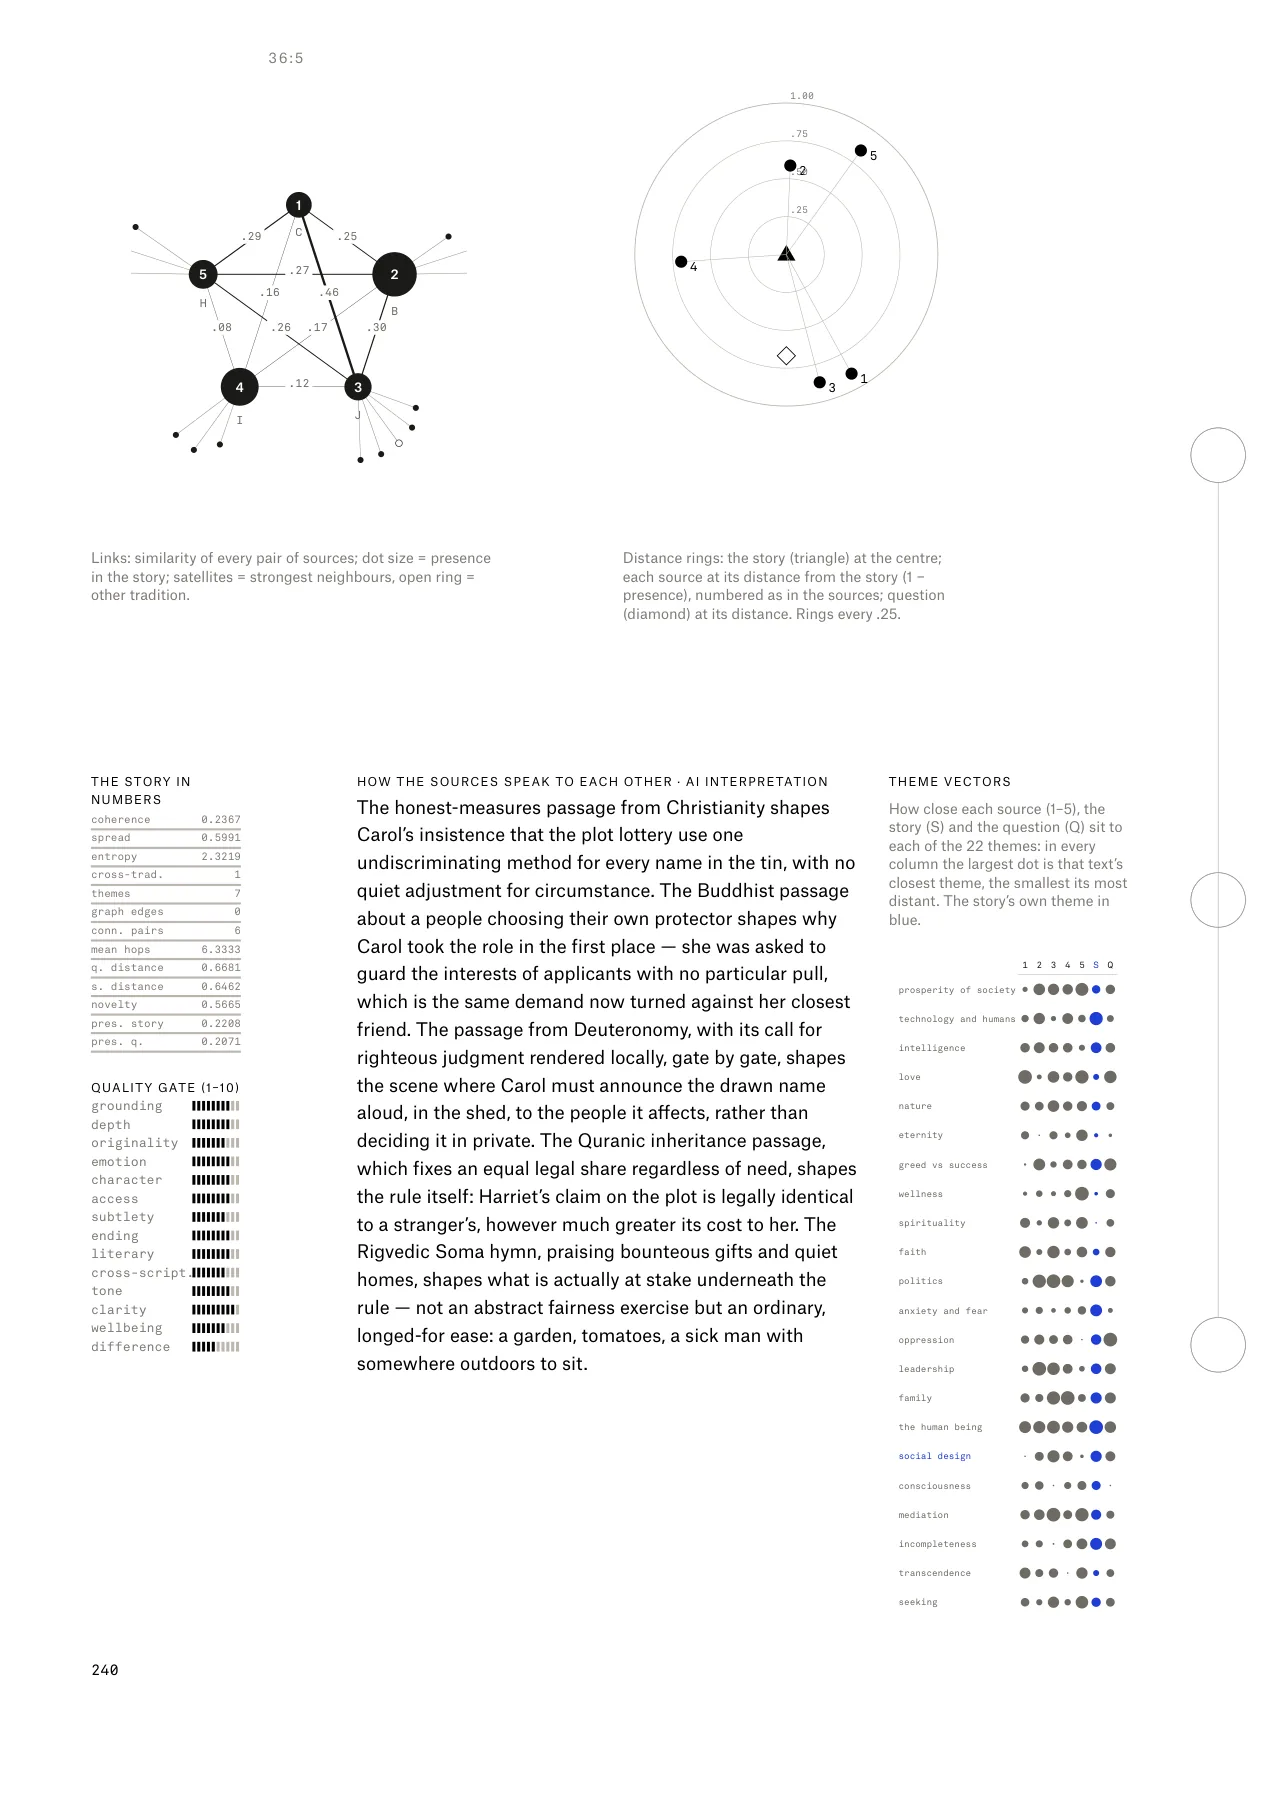 36:5
1
C
.29
.25
5
H
.27
2
B
.16
.46
.08
.26
.17
.30
4
I
.12
3
J
1.00
.75
.50
.25
5
2
4
3
1
Links: similarity of every pair of sources; dot size = presence
in the story; satellites = strongest neighbours, open ring =
other tradition.
Distance rings: the story (triangle) at the centre;
each source at its distance from the story (1 –
presence), numbered as in the sources; question
(diamond) at its distance. Rings every .25.
THE STORY IN
NUMBERS
coherence 0.2367
spread 0.5991
entropy 2.3219
cross-trad. 1
themes 7
graph edges 0
conn. pairs 6
mean hops 6.3333
q. distance 0.6681
s. distance 0.6462
novelty 0.5665
pres. story 0.2208
pres. q. 0.2071
QUALITY GATE (1–10)
grounding
depth
originality
emotion
character
access
subtlety
ending
literary
cross-script.
tone
clarity
wellbeing
difference
HOW THE SOURCES SPEAK TO EACH OTHER · AI INTERPRETATION
The honest-measures passage from Christianity shapes
Carol’s insistence that the plot lottery use one
undiscriminating method for every name in the tin, with no
quiet adjustment for circumstance. The Buddhist passage
about a people choosing their own protector shapes why
Carol took the role in the first place — she was asked to
guard the interests of applicants with no particular pull,
which is the same demand now turned against her closest
friend. The passage from Deuteronomy, with its call for
righteous judgment rendered locally, gate by gate, shapes
the scene where Carol must announce the drawn name
aloud, in the shed, to the people it affects, rather than
deciding it in private. The Quranic inheritance passage,
which fixes an equal legal share regardless of need, shapes
the rule itself: Harriet’s claim on the plot is legally identical
to a stranger’s, however much greater its cost to her. The
Rigvedic Soma hymn, praising bounteous gifts and quiet
homes, shapes what is actually at stake underneath the
rule — not an abstract fairness exercise but an ordinary,
longed-for ease: a garden, tomatoes, a sick man with
somewhere outdoors to sit.
THEME VECTORS
How close each source (1–5), the
story (S) and the question (Q) sit to
each of the 22 themes: in every
column the largest dot is that text’s
closest theme, the smallest its most
distant. The story’s own theme in
blue.
1 2 3 4 5 S Q
prosperity of society
technology and humans
intelligence
love
nature
eternity
greed vs success
wellness
spirituality
faith
politics
anxiety and fear
oppression
leadership
family
the human being
social design
consciousness
mediation
incompleteness
transcendence
seeking
240